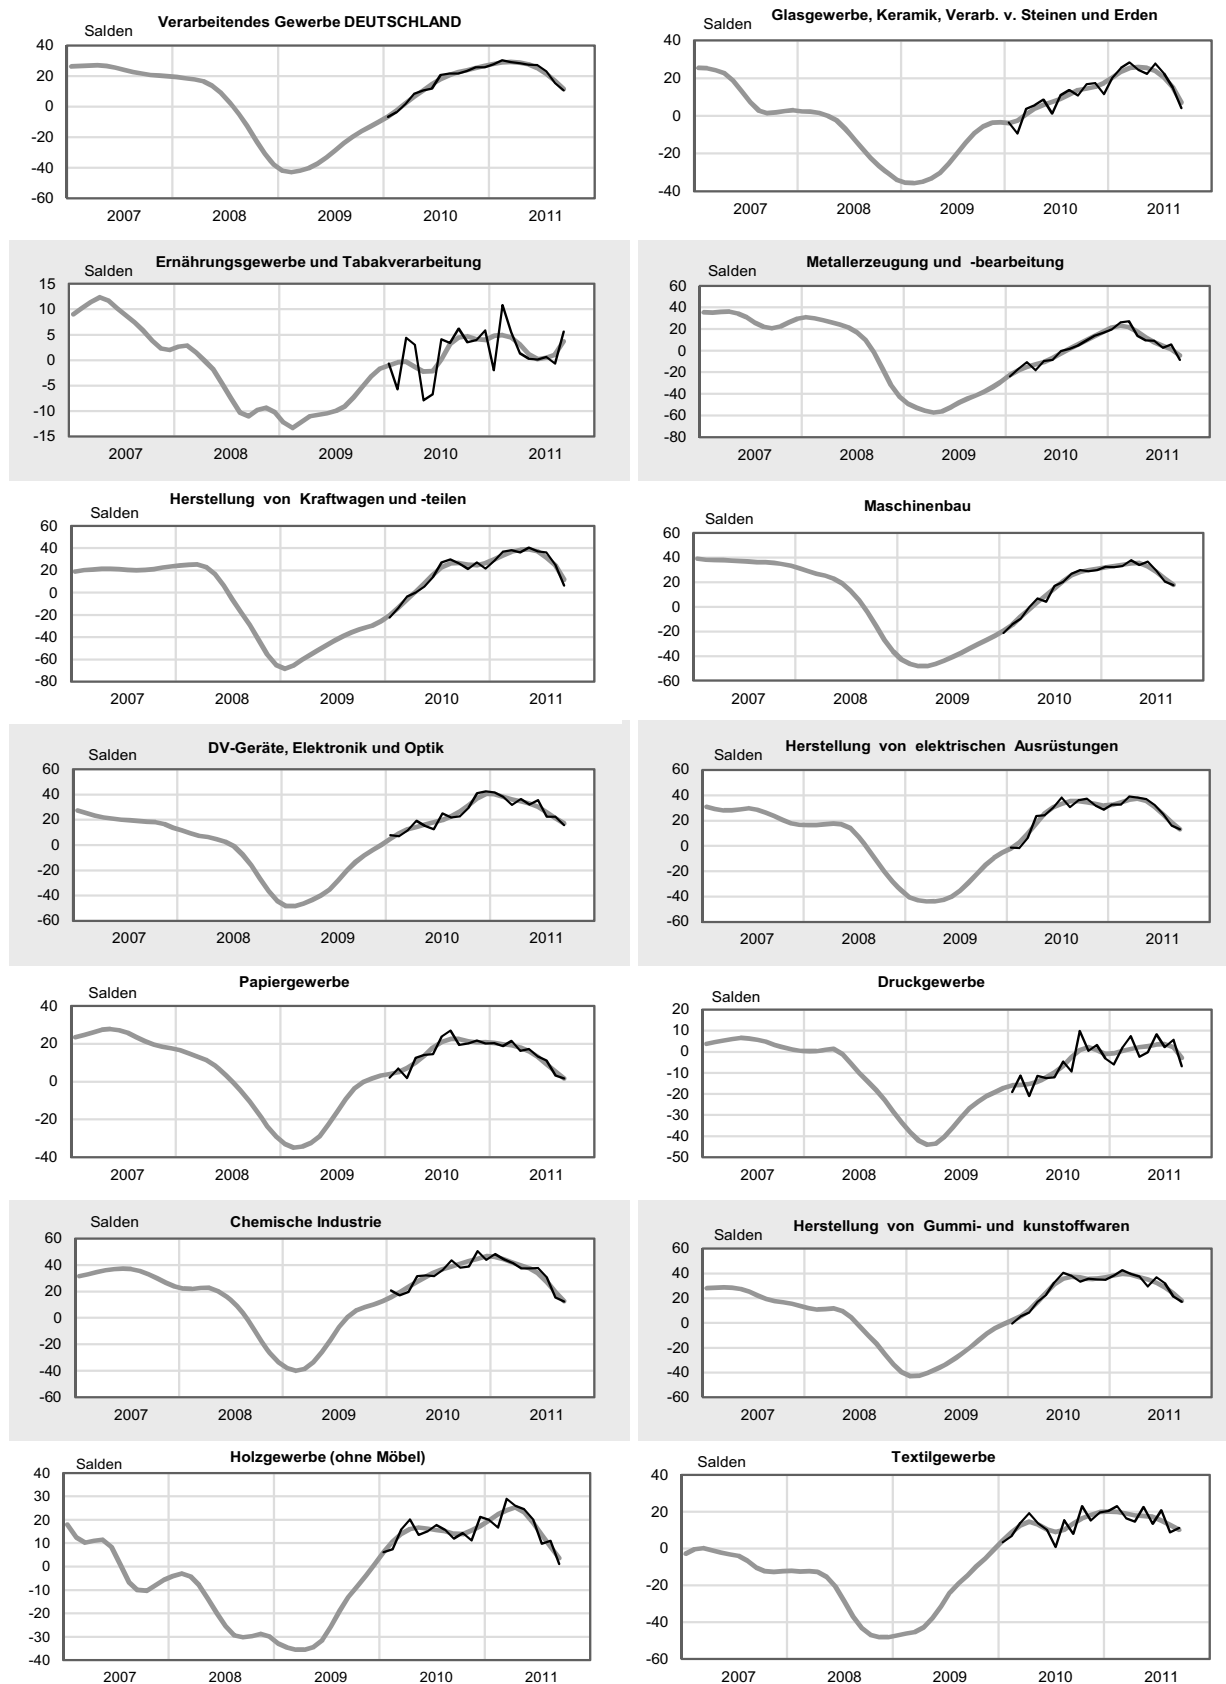 Verarbeitendes Gewerbe DEUTSCHLAND
Salden
40
20
0
-20
-40
-60
2007 2008 2009 2010 2011
Glasgewerbe, Keramik, Verarb. v. Steinen und Erden
Salden
40
20
0
-20
-40
2007 2008 2009 2010 2011
Ernährungsgewerbe und Tabakverarbeitung
Salden
15
10
5
0
-5
-10
-15
2007 2008 2009 2010 2011
Metallerzeugung und -bearbeitung
Salden
60
40
20
0
-20
-40
-60
-80
2007 2008 2009 2010 2011
Herstellung von Kraftwagen und -teilen
Salden
60
40
20
0
-20
-40
-60
-80
2007 2008 2009 2010 2011
Maschinenbau
Salden
60
40
20
0
-20
-40
-60
2007 2008 2009 2010 2011
DV-Geräte, Elektronik und Optik
Salden
60
40
20
0
-20
-40
-60
2007 2008 2009 2010 2011
Herstellung von elektrischen Ausrüstungen
Salden
60
40
20
0
-20
-40
-60
2007 2008 2009 2010 2011
Papiergewerbe
Salden
40
20
0
-20
-40
2007 2008 2009 2010 2011
Druckgewerbe
Salden
20
10
0
-10
-20
-30
-40
-50
2007 2008 2009 2010 2011
Chemische Industrie
Salden
60
40
20
0
-20
-40
-60
2007 2008 2009 2010 2011
Herstellung von Gummi- und kunstoffwaren
Salden
60
40
20
0
-20
-40
-60
2007 2008 2009 2010 2011
Holzgewerbe (ohne Möbel)
Salden
40
30
20
10
0
-10
-20
-30
-40
2007 2008 2009 2010 2011
Textilgewerbe
Salden
40
20
0
-20
-40
-60
2007 2008 2009 2010 2011